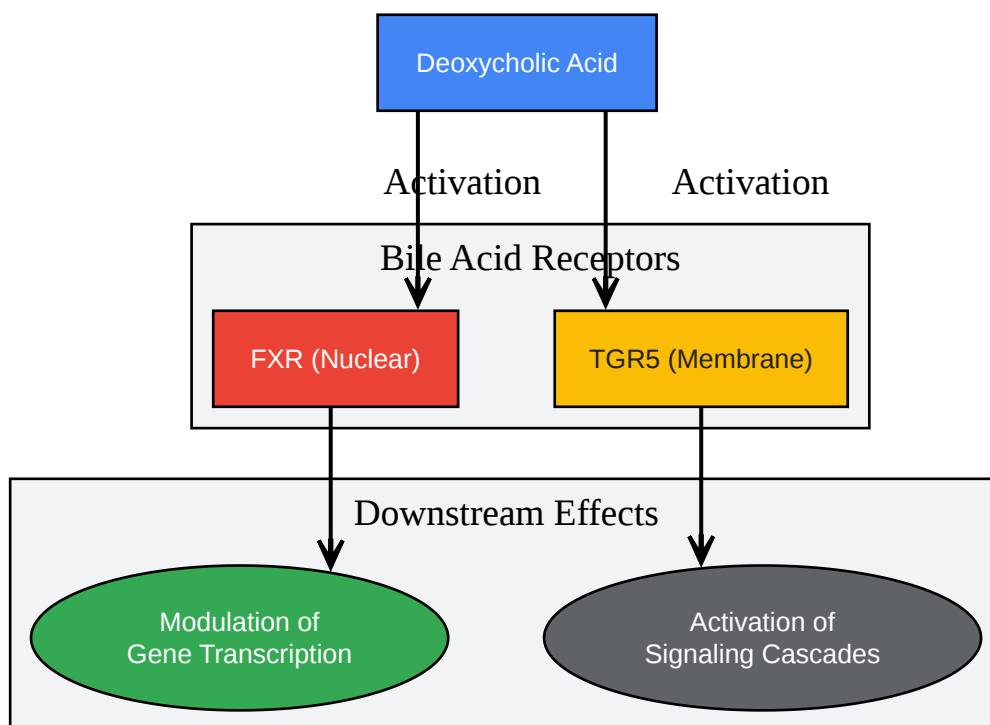 Deoxycholic Acid
Activation
Activation
Bile Acid Receptors
FXR (Nuclear)
TGR5 (Membrane)
Downstream Effects
Modulation of
Gene Transcription
Activation of
Signaling Cascades